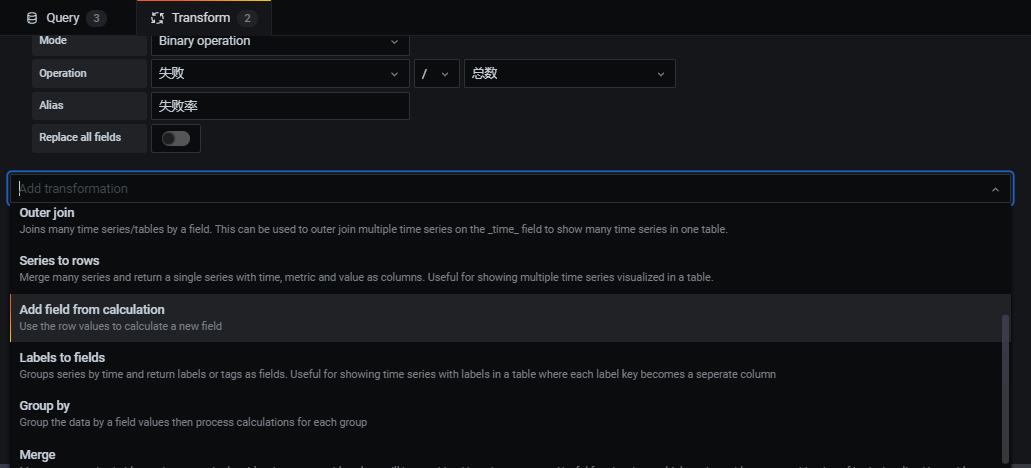 Query 3 Transform 2
Mode Binary operation
Operation 失败 / 总数
Alias 失败率
Replace all fields
Add transformation
Outer join
Joins many time series/tables by a field. This can be used to outer join multiple time series on the _time_ field to show many time series in one table.
Series to rows
Merge many series and return a single series with time, metric and value as columns. Useful for showing multiple time series visualized in a table.
Add field from calculation
Use the row values to calculate a new field
Labels to fields
Groups series by time and return labels or tags as fields. Useful for showing time series with labels in a table where each label key becomes a seperate column
Group by
Group the data by a field values then process calculations for each group
Merge